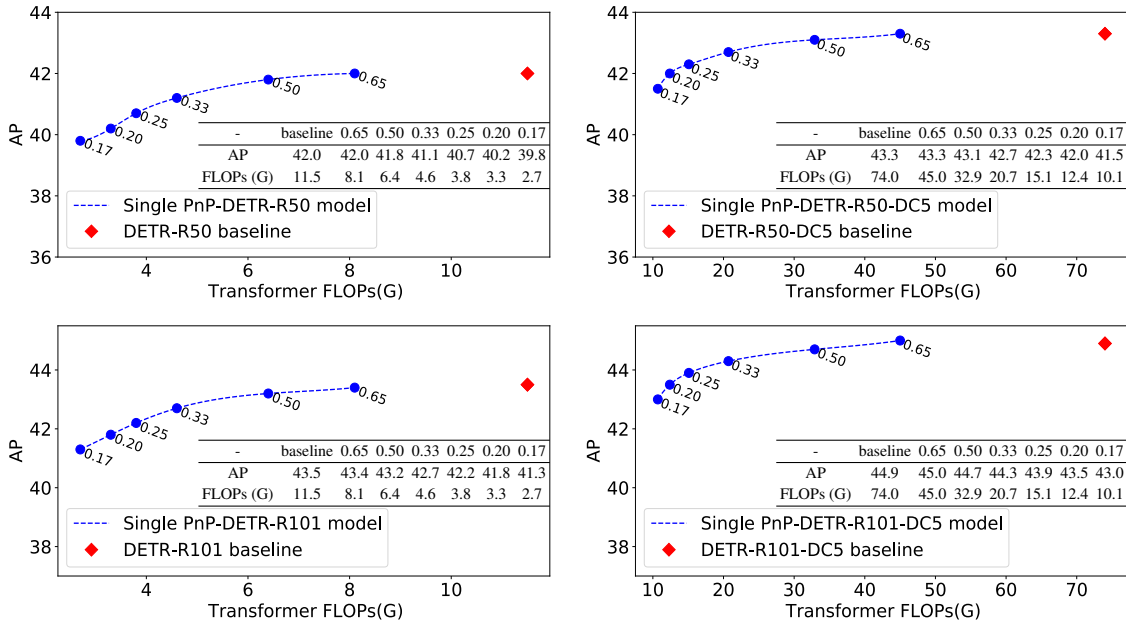 44
42
40
38
36
AP
0.17
0.20
0.25
0.33
0.50
0.65
- baseline 0.65 0.50 0.33 0.25 0.20 0.17
AP 42.0 42.0 41.8 41.1 40.7 40.2 39.8
FLOPs (G) 11.5 8.1 6.4 4.6 3.8 3.3 2.7
Single PnP-DETR-R50 model
DETR-R50 baseline
4 6 8 10
Transformer FLOPs(G)
44
42
40
38
36
AP
0.17
0.20
0.25
0.33
0.50
0.65
- baseline 0.65 0.50 0.33 0.25 0.20 0.17
AP 43.3 43.3 43.1 42.7 42.3 42.0 41.5
FLOPs (G) 74.0 45.0 32.9 20.7 15.1 12.4 10.1
Single PnP-DETR-R50-DC5 model
DETR-R50-DC5 baseline
10 20 30 40 50 60 70
Transformer FLOPs(G)
44
42
40
38
AP
0.17
0.20
0.25
0.33
0.50
0.65
- baseline 0.65 0.50 0.33 0.25 0.20 0.17
AP 43.5 43.4 43.2 42.7 42.2 41.8 41.3
FLOPs (G) 11.5 8.1 6.4 4.6 3.8 3.3 2.7
Single PnP-DETR-R101 model
DETR-R101 baseline
4 6 8 10
Transformer FLOPs(G)
44
42
40
38
AP
0.17
0.20
0.25
0.33
0.50
0.65
- baseline 0.65 0.50 0.33 0.25 0.20 0.17
AP 44.9 45.0 44.7 44.3 43.9 43.5 43.0
FLOPs (G) 74.0 45.0 32.9 20.7 15.1 12.4 10.1
Single PnP-DETR-R101-DC5 model
DETR-R101-DC5 baseline
10 20 30 40 50 60 70
Transformer FLOPs(G)